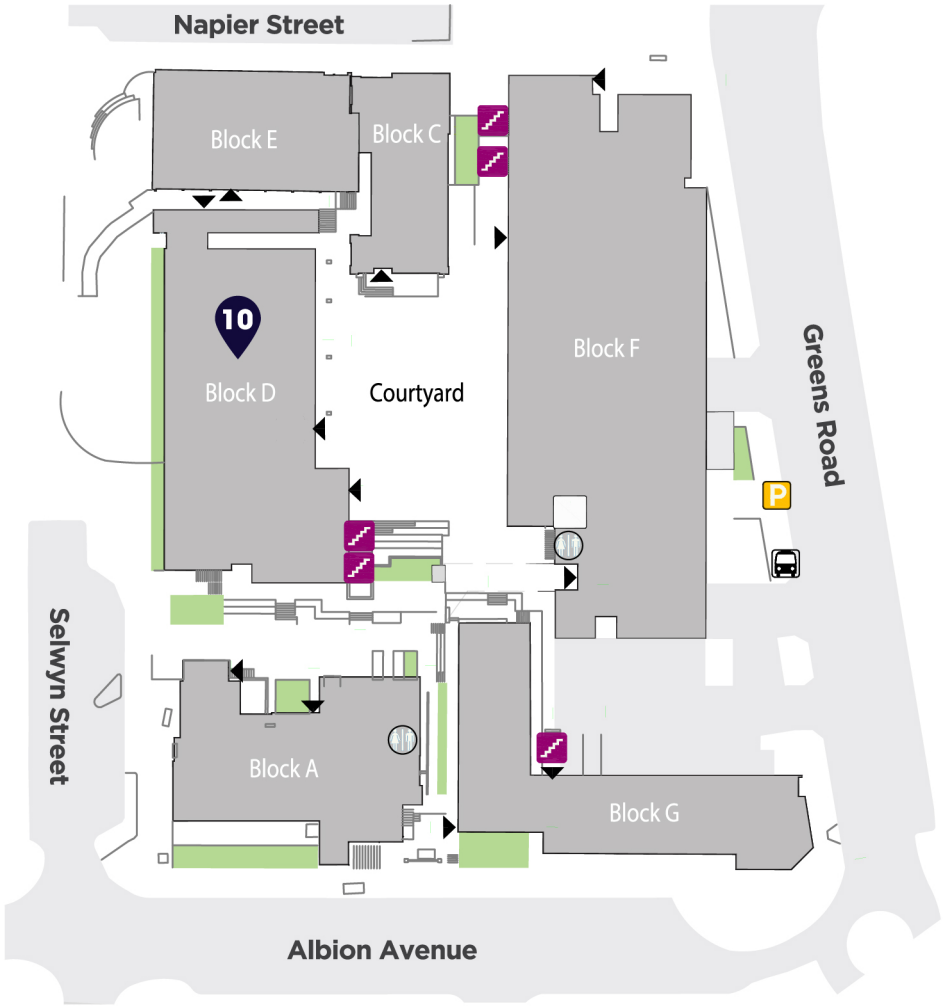 Napier Street
Block E
Block C
10
Block D
Courtyard
Block F
Greens Road
P
Selwyn Street
Block A
Block G
Albion Avenue